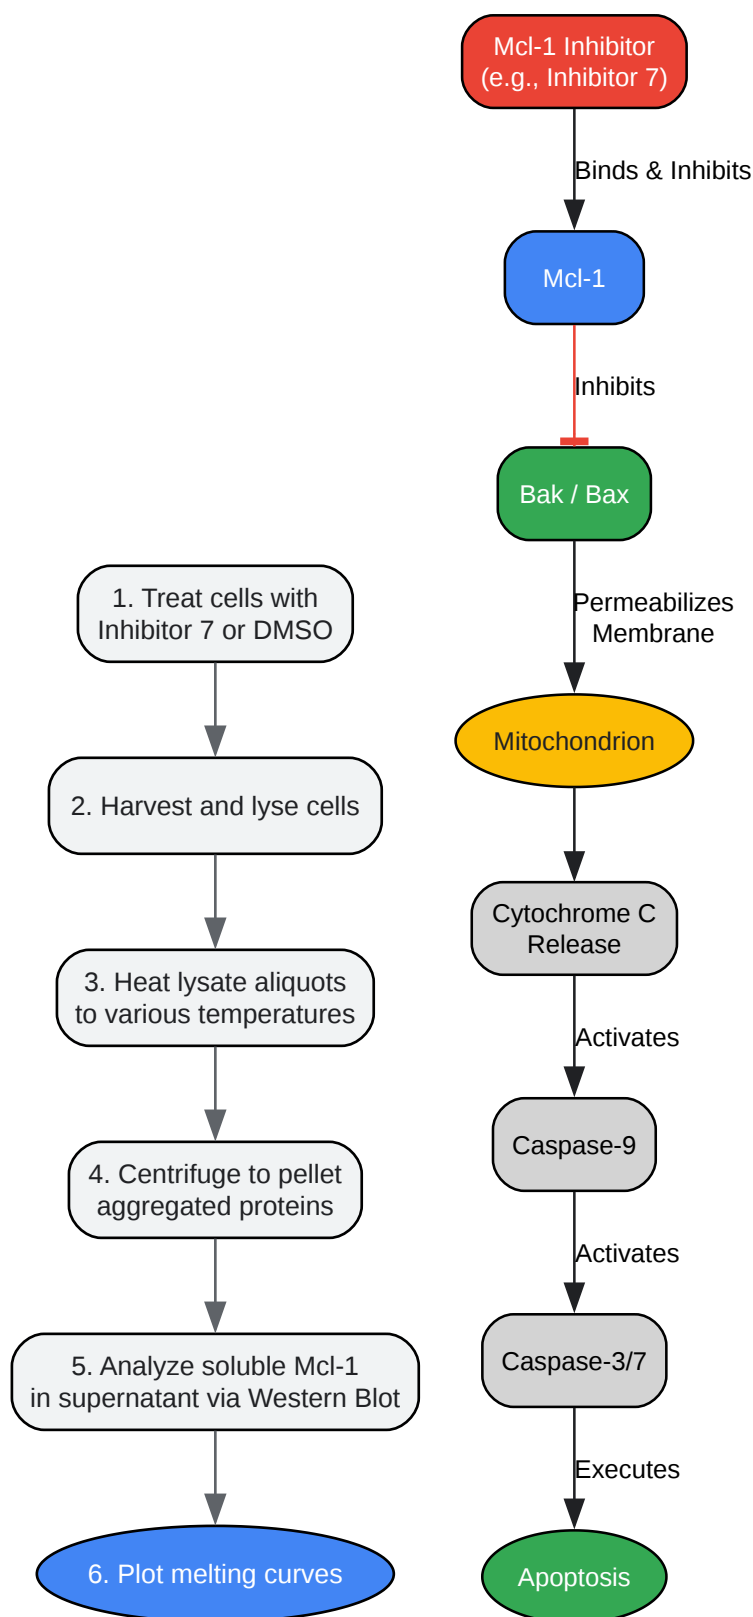 Mcl-1 Inhibitor
(e.g., Inhibitor 7)
Binds & Inhibits
Mcl-1
Inhibits
Bak / Bax
Permeabilizes
Membrane
Mitochondrion
Cytochrome C
Release
Activates
Caspase-9
Activates
Caspase-3/7
Executes
Apoptosis
1. Treat cells with
Inhibitor 7 or DMSO
2. Harvest and lyse cells
3. Heat lysate aliquots
to various temperatures
4. Centrifuge to pellet
aggregated proteins
5. Analyze soluble Mcl-1
in supernatant via Western Blot
6. Plot melting curves